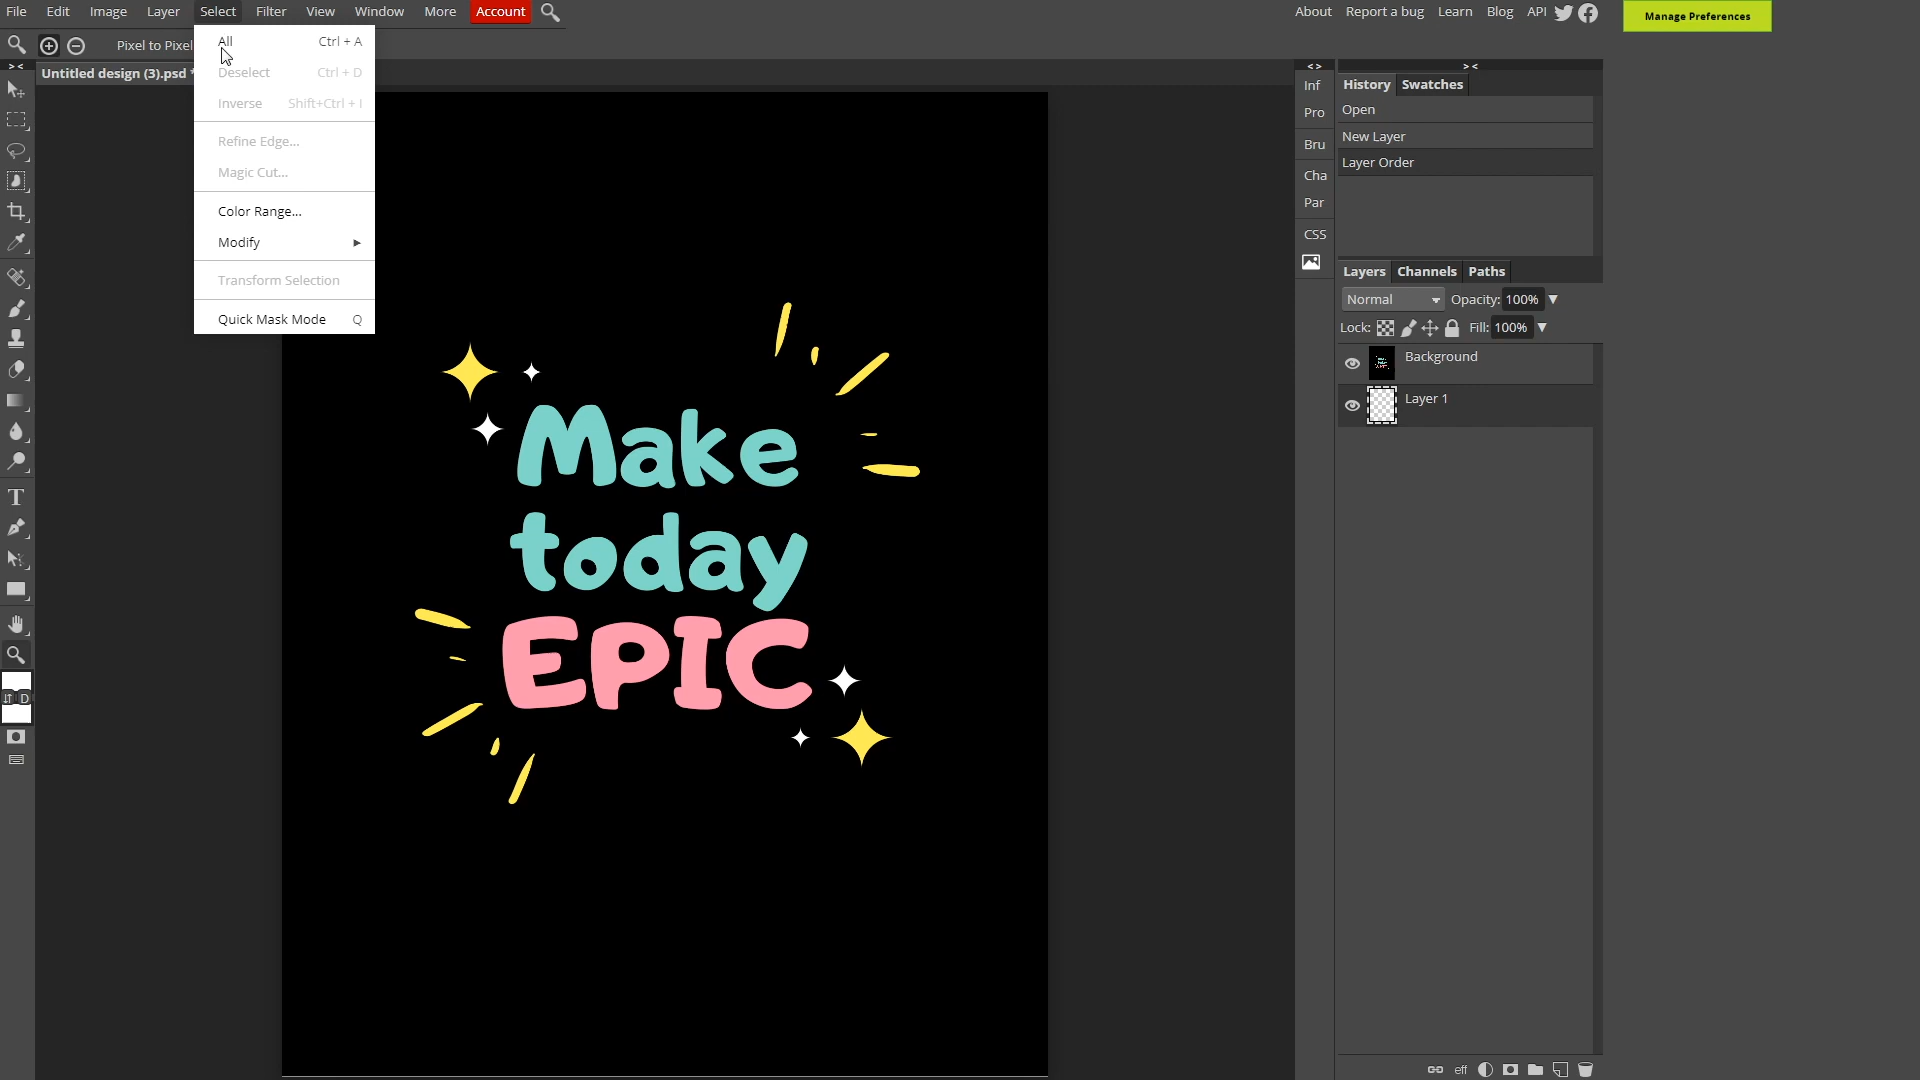 File Edit Image Layer Select Filter View Window More Account
About Report a bug Learn Blog API
Manage Preferences
Pixel to Pixel
Untitled design (3).psd *
All Ctrl + A
Deselect Ctrl + D
Inverse Shift+Ctrl + I
Refine Edge...
Magic Cut...
Color Range...
Modify
Transform Selection
Quick Mask Mode Q
Make
today
EPIC
D
Inf
Pro
Bru
Cha
Par
CSS
History Swatches
Open
New Layer
Layer Order
Layers Channels Paths
Normal Opacity: 100%
Lock: Fill: 100%
Background
Layer 1
eff